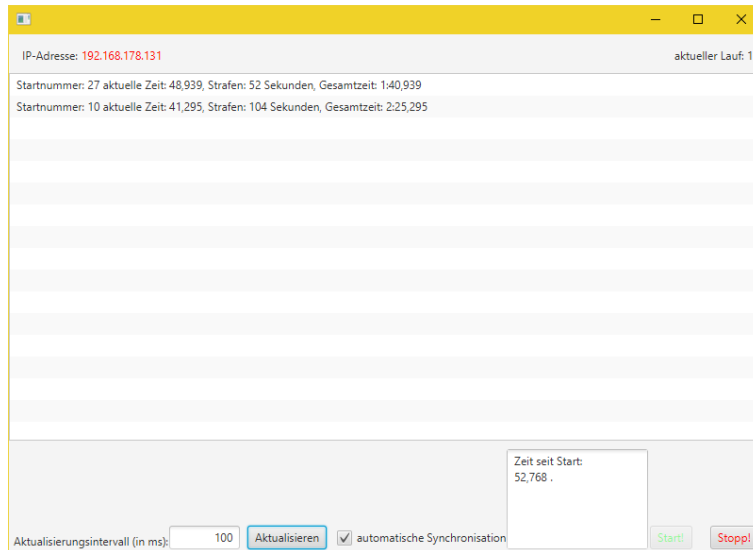 IP-Adresse: 192.168.178.131 aktueller Lauf: 1
Startnummer: 27 aktuelle Zeit: 48,939, Strafen: 52 Sekunden, Gesamtzeit: 1:40,939
Startnummer: 10 aktuelle Zeit: 41,295, Strafen: 104 Sekunden, Gesamtzeit: 2:25,295
Zeit seit Start:
52,768 .
Aktualisierungsintervall (in ms): 100 Aktualisieren automatische Synchronisation Start! Stopp!